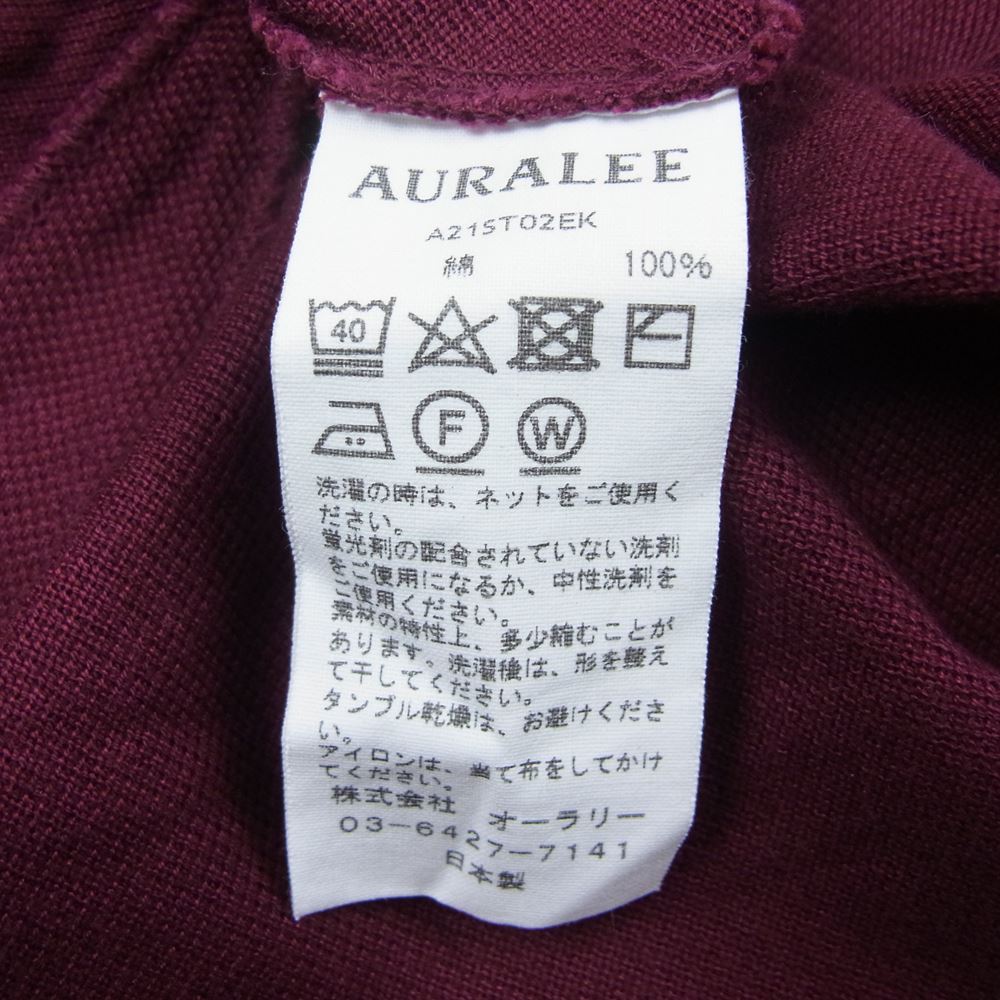 AURALEE
A21ST02EK
綿 100%
40
F W
洗濯の時は、ネットをご使用く
ださい。
蛍光剤の配合されていない洗剤
をご使用になるか、中性洗剤を
ご使用ください。
素材の特性上、多少縮むことが
あります。洗濯後は、形を整え
て干してください。
タンブル乾燥は、お避けくださ
い。
アイロンは、当て布をしてかけ
てください。
株式会社 オーラリー
03-6427-7141
日本製